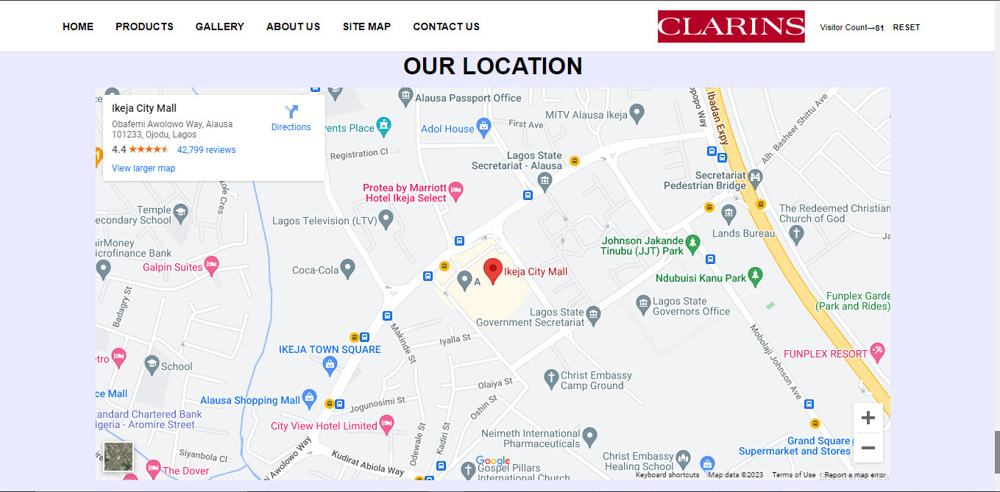 HOME PRODUCTS GALLERY ABOUT US SITE MAP CONTACT US
CLARINS
Visitor Count→81 RESET
OUR LOCATION
Ikeja City Mall
Obafemi Awolowo Way, Alausa
101233, Ojodu, Lagos
4.4 42,799 reviews
View larger map
Directions
Alausa Passport Office
MITV Alausa Ikeja
First Ave
popo Way
Ibadan Expy
Alh. Basheer Shittu Ave
vents Place
Adol House
Registration Cl
Lagos State
Secretariat - Alausa
Secretariat
Pedestrian Bridge
Protea by Marriott
Hotel Ikeja Select
ole Cres
Temple
econdary School
Lagos Television (LTV)
The Redeemed Christian
Church of God
Lands Bureau
Johnson Jakande
Tinubu (JJT) Park
airMoney
icrofinance Bank
Galpin Suites
Coca-Cola
Ikeja City Mall
A
Ndubuisi Kanu Park
Badagry St
Lagos State
Governors Office
Funplex Garde
(Park and Rides)
Lagos State
Government Secretariat
Makinde St
Iyalla St
Mobolaji Johnson Ave
IKEJA TOWN SQUARE
FUNPLEX RESORT
tro
School
Christ Embassy
Camp Ground
Olaiya St
ce Mall
Alausa Shopping Mall
Jogunosimi St
Oshin St
tandard Chartered Bank
igeria - Aromire Street
City View Hotel Limited
Odewale St
Kadiri St
Neimeth International
Pharmaceuticals
Grand Square
Supermarket and Stores
Siyanbola Cl
i Awolowo Way
Kudirat Abiola Way
Christ Embassy
Healing School
The Dover
Google
Gospel Pillars
International Church
Keyboard shortcuts Map data ©2023 Terms of Use Report a map error